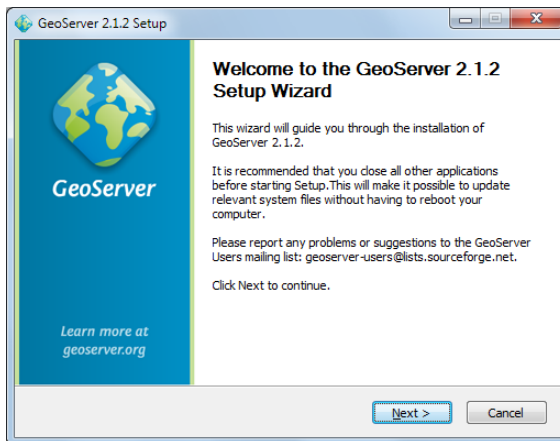 GeoServer 2.1.2 Setup
GeoServer
Learn more at
geoserver.org
Welcome to the GeoServer 2.1.2
Setup Wizard
This wizard will guide you through the installation of
GeoServer 2.1.2.
It is recommended that you close all other applications
before starting Setup.This will make it possible to update
relevant system files without having to reboot your
computer.
Please report any problems or suggestions to the GeoServer
Users mailing list: geoserver-users@lists.sourceforge.net.
Click Next to continue.
Next >
Cancel